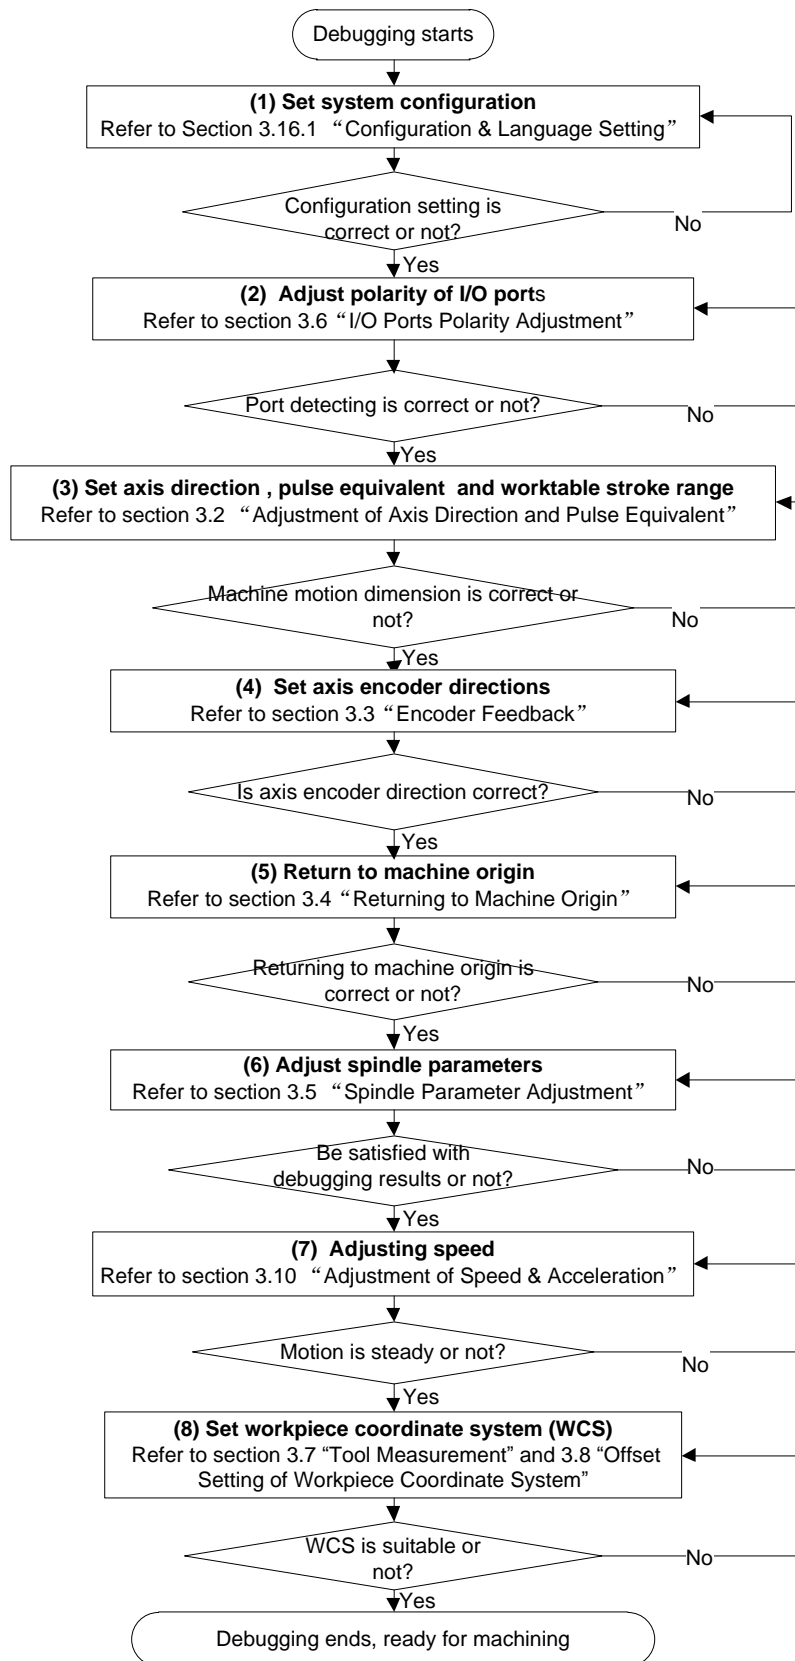 Debugging starts
(1) Set system configuration
Refer to Section 3.16.1 “Configuration & Language Setting”
Configuration setting is
correct or not?
No
Yes
(2) Adjust polarity of I/O ports
Refer to section 3.6 “I/O Ports Polarity Adjustment”
Port detecting is correct or not?
No
Yes
(3) Set axis direction , pulse equivalent and worktable stroke range
Refer to section 3.2 “Adjustment of Axis Direction and Pulse Equivalent”
Machine motion dimension is correct or
not?
No
Yes
(4) Set axis encoder directions
Refer to section 3.3 “Encoder Feedback”
Is axis encoder direction correct?
No
Yes
(5) Return to machine origin
Refer to section 3.4 “Returning to Machine Origin”
Returning to machine origin is
correct or not?
No
Yes
(6) Adjust spindle parameters
Refer to section 3.5 “Spindle Parameter Adjustment”
Be satisfied with
debugging results or not?
No
Yes
(7) Adjusting speed
Refer to section 3.10 “Adjustment of Speed & Acceleration”
Motion is steady or not?
No
Yes
(8) Set workpiece coordinate system (WCS)
Refer to section 3.7 “Tool Measurement” and 3.8 “Offset
Setting of Workpiece Coordinate System”
WCS is suitable or
not?
No
Yes
Debugging ends, ready for machining